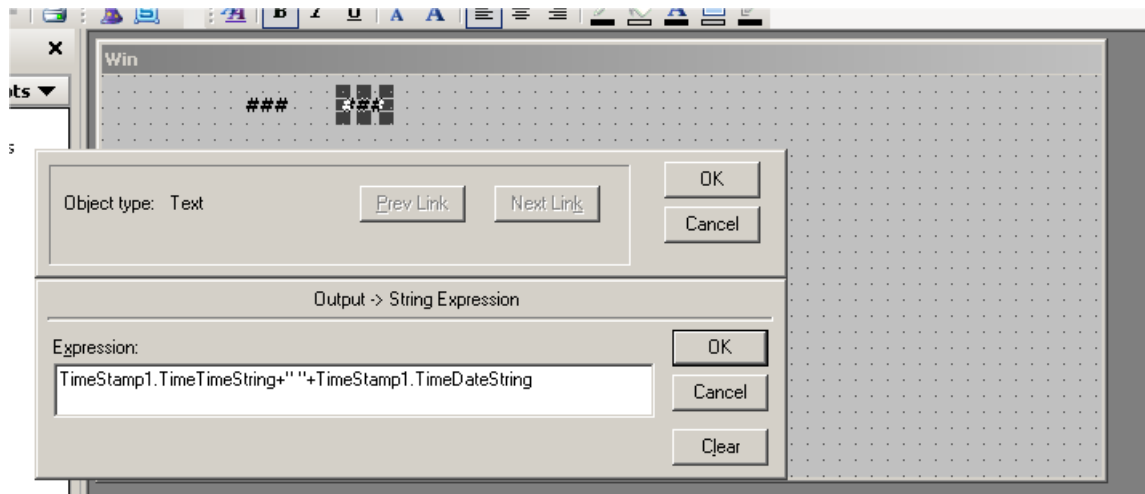 B I U A A
×
Win
ots ▼
### ###
s
OK
Object type: Text Prev Link Next Link
Cancel
Output -> String Expression
Expression:
OK
TimeStamp1.TimeTimeString+" "+TimeStamp1.TimeDateString
Cancel
Clear